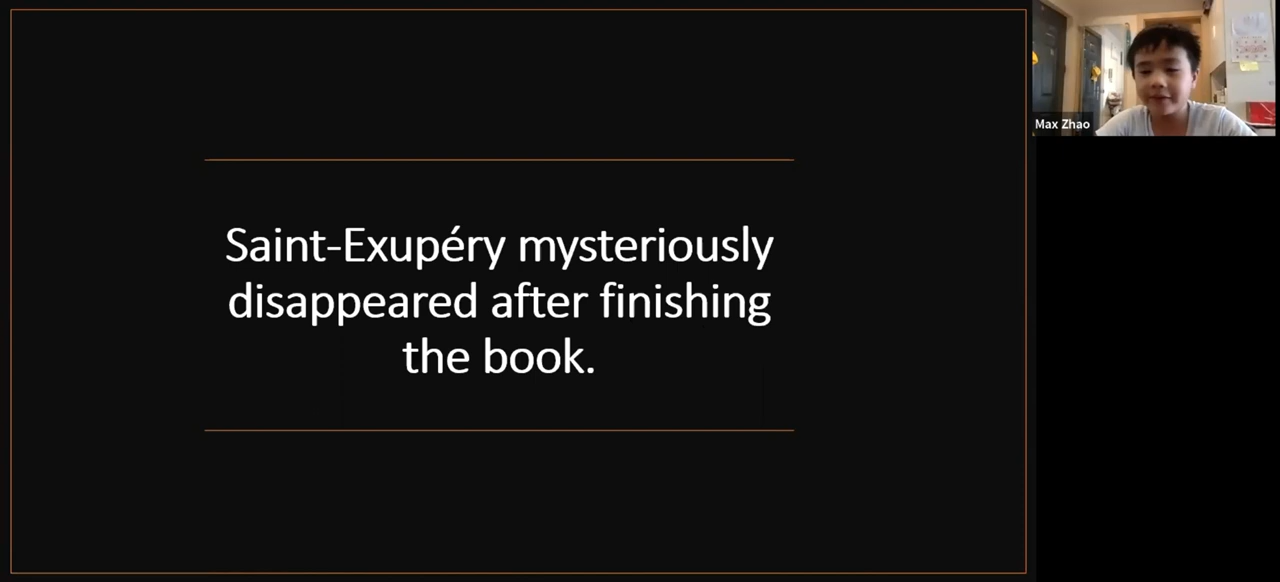 Saint-Exupéry mysteriously
disappeared after finishing
the book.
Max Zhao